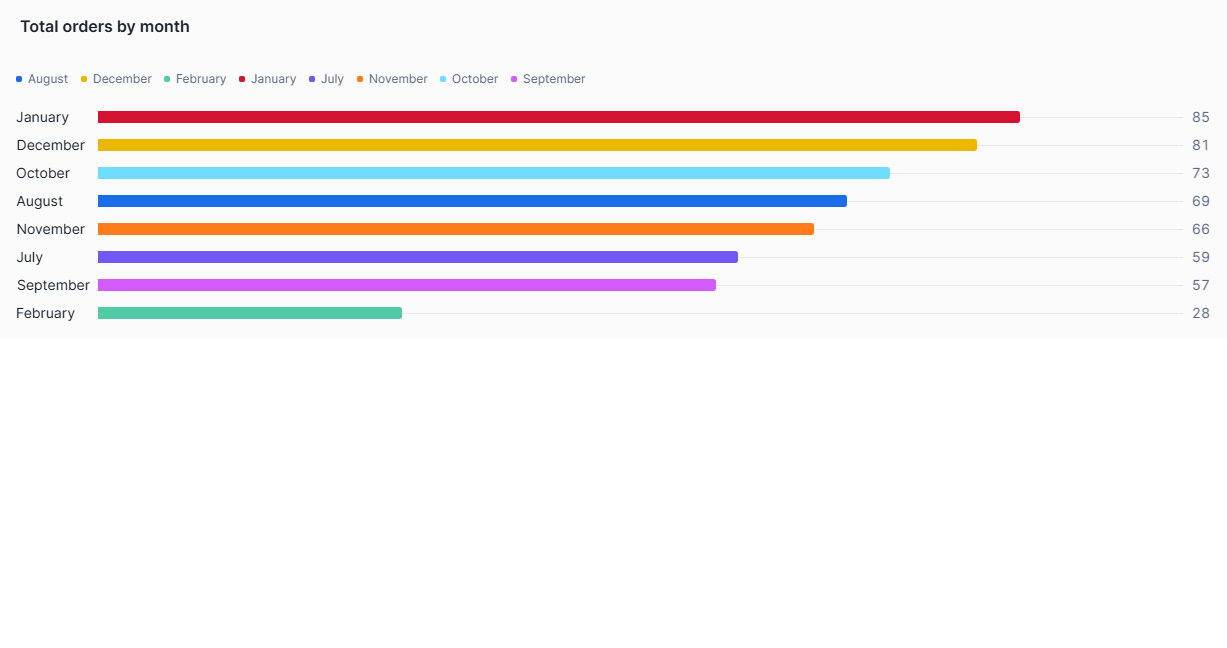 Total orders by month
August December February January July November October September
January 85
December 81
October 73
August 69
November 66
July 59
September 57
February 28